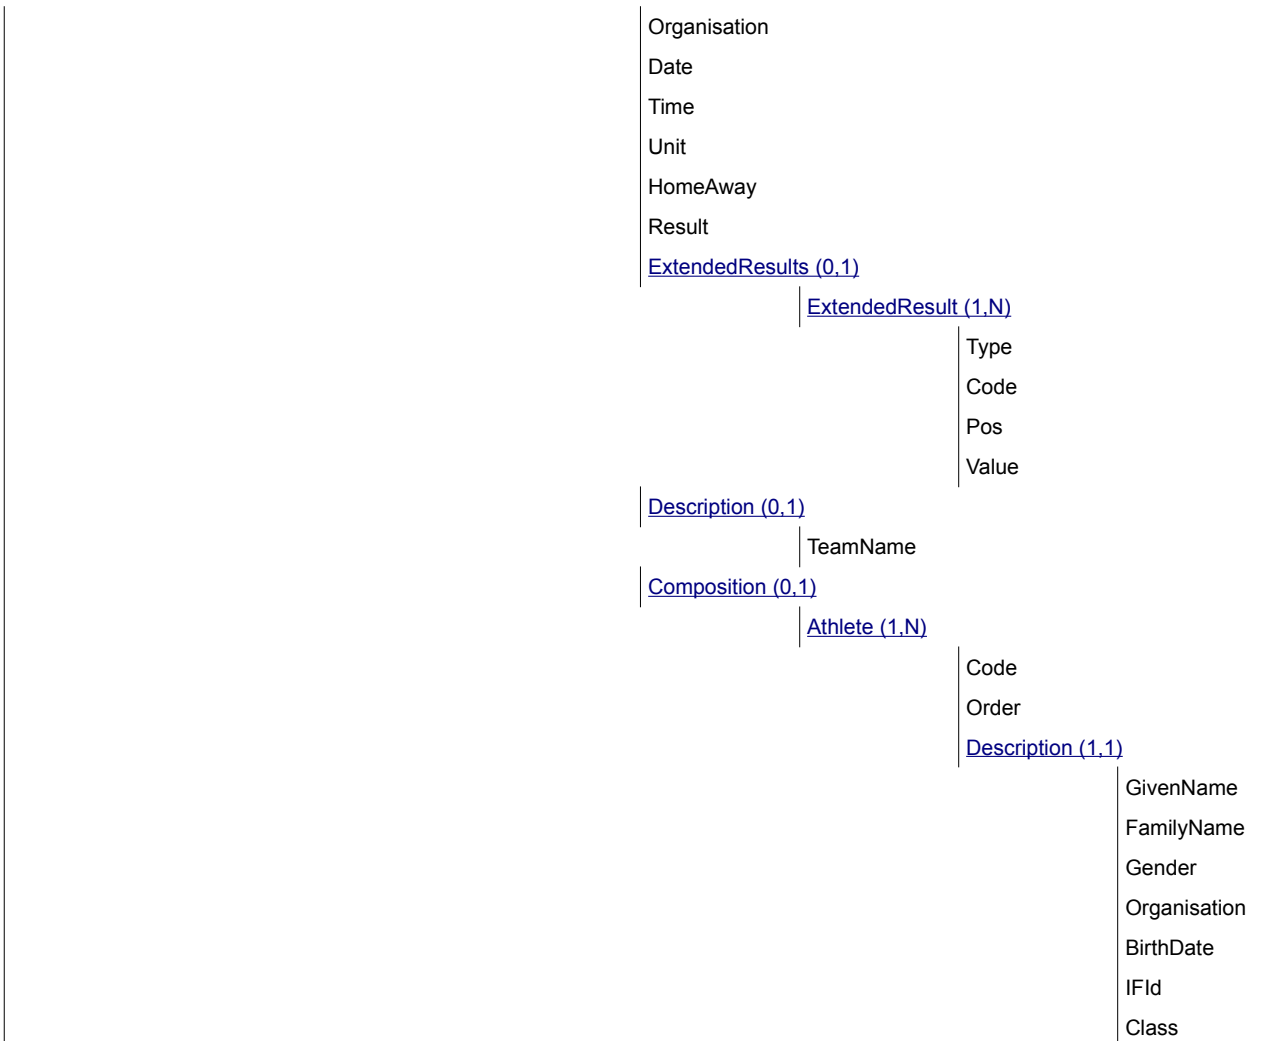 Organisation
Date
Time
Unit
HomeAway
Result
ExtendedResults (0,1)
ExtendedResult (1,N)
Type
Code
Pos
Value
Description (0,1)
TeamName
Composition (0,1)
Athlete (1,N)
Code
Order
Description (1,1)
GivenName
FamilyName
Gender
Organisation
BirthDate
IFId
Class